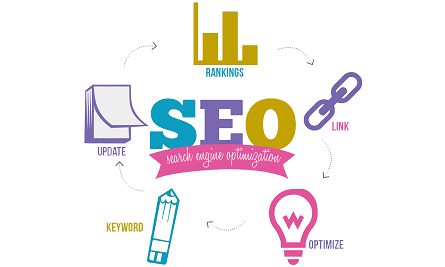 RANKINGS
LINK
SEO
search engine optimization
UPDATE
KEYWORD
W
OPTIMIZE